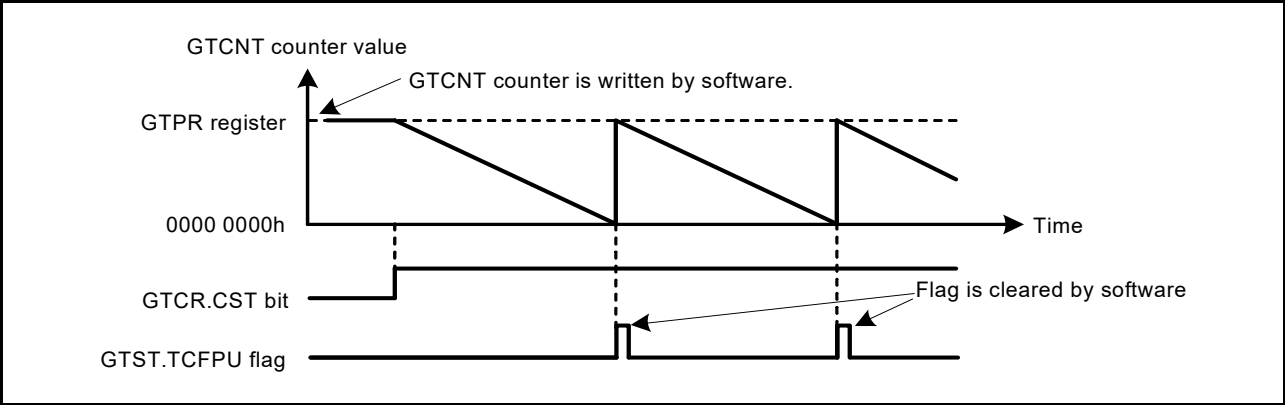 GTCNT counter value
GTCNT counter is written by software.
GTPR register
0000 0000h
Time
GTCR.CST bit
Flag is cleared by software
GTST.TCFPU flag